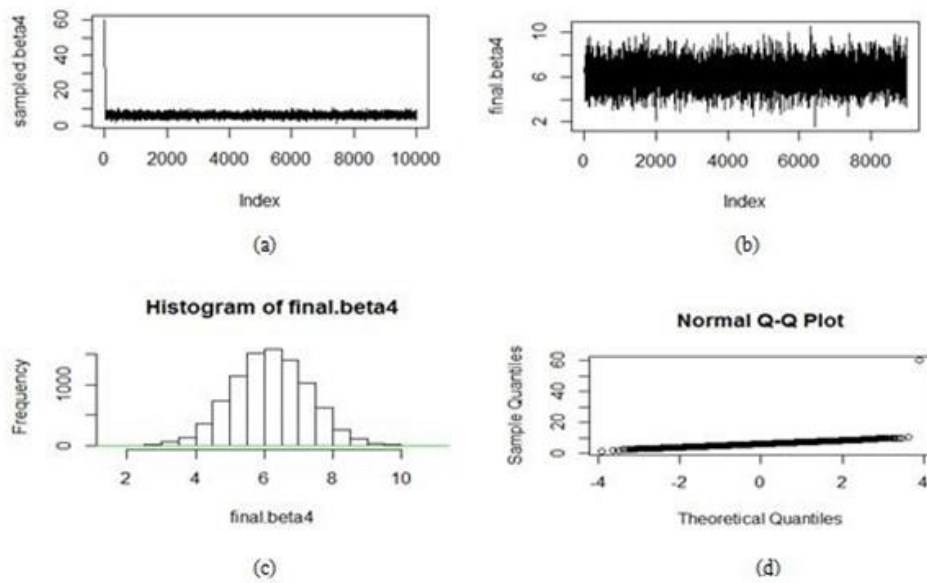 sampled.beta4
0 20 40 60
0 2000 4000 6000 8000 10000
Index
(a)
final.beta4
2 6 10
0 2000 4000 6000 8000
Index
(b)
Histogram of final.beta4
Frequency
0 1000
2 4 6 8 10
final.beta4
(c)
Normal Q-Q Plot
Sample Quantiles
0 20 40 60
-4 -2 0 2 4
Theoretical Quantiles
(d)